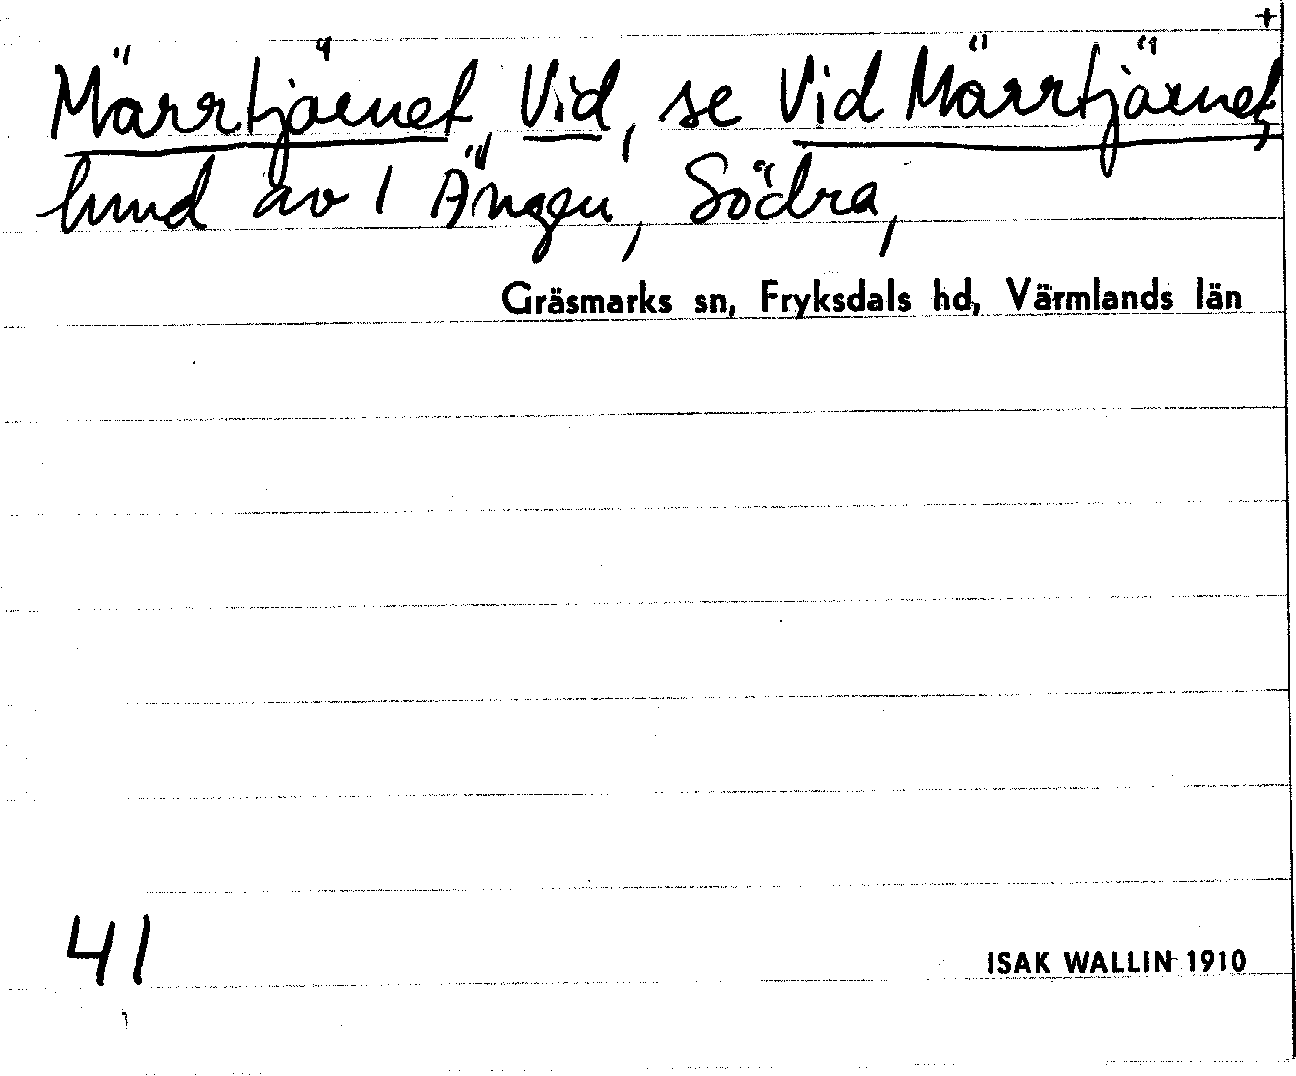 +
Märrtjärnet, Vid, se Vid Märrtjärnet,
lund av 1 Ängen, Södra,
Gräsmarks sn, Fryksdals hd, Värmlands län
41
ISAK WALLIN 1910